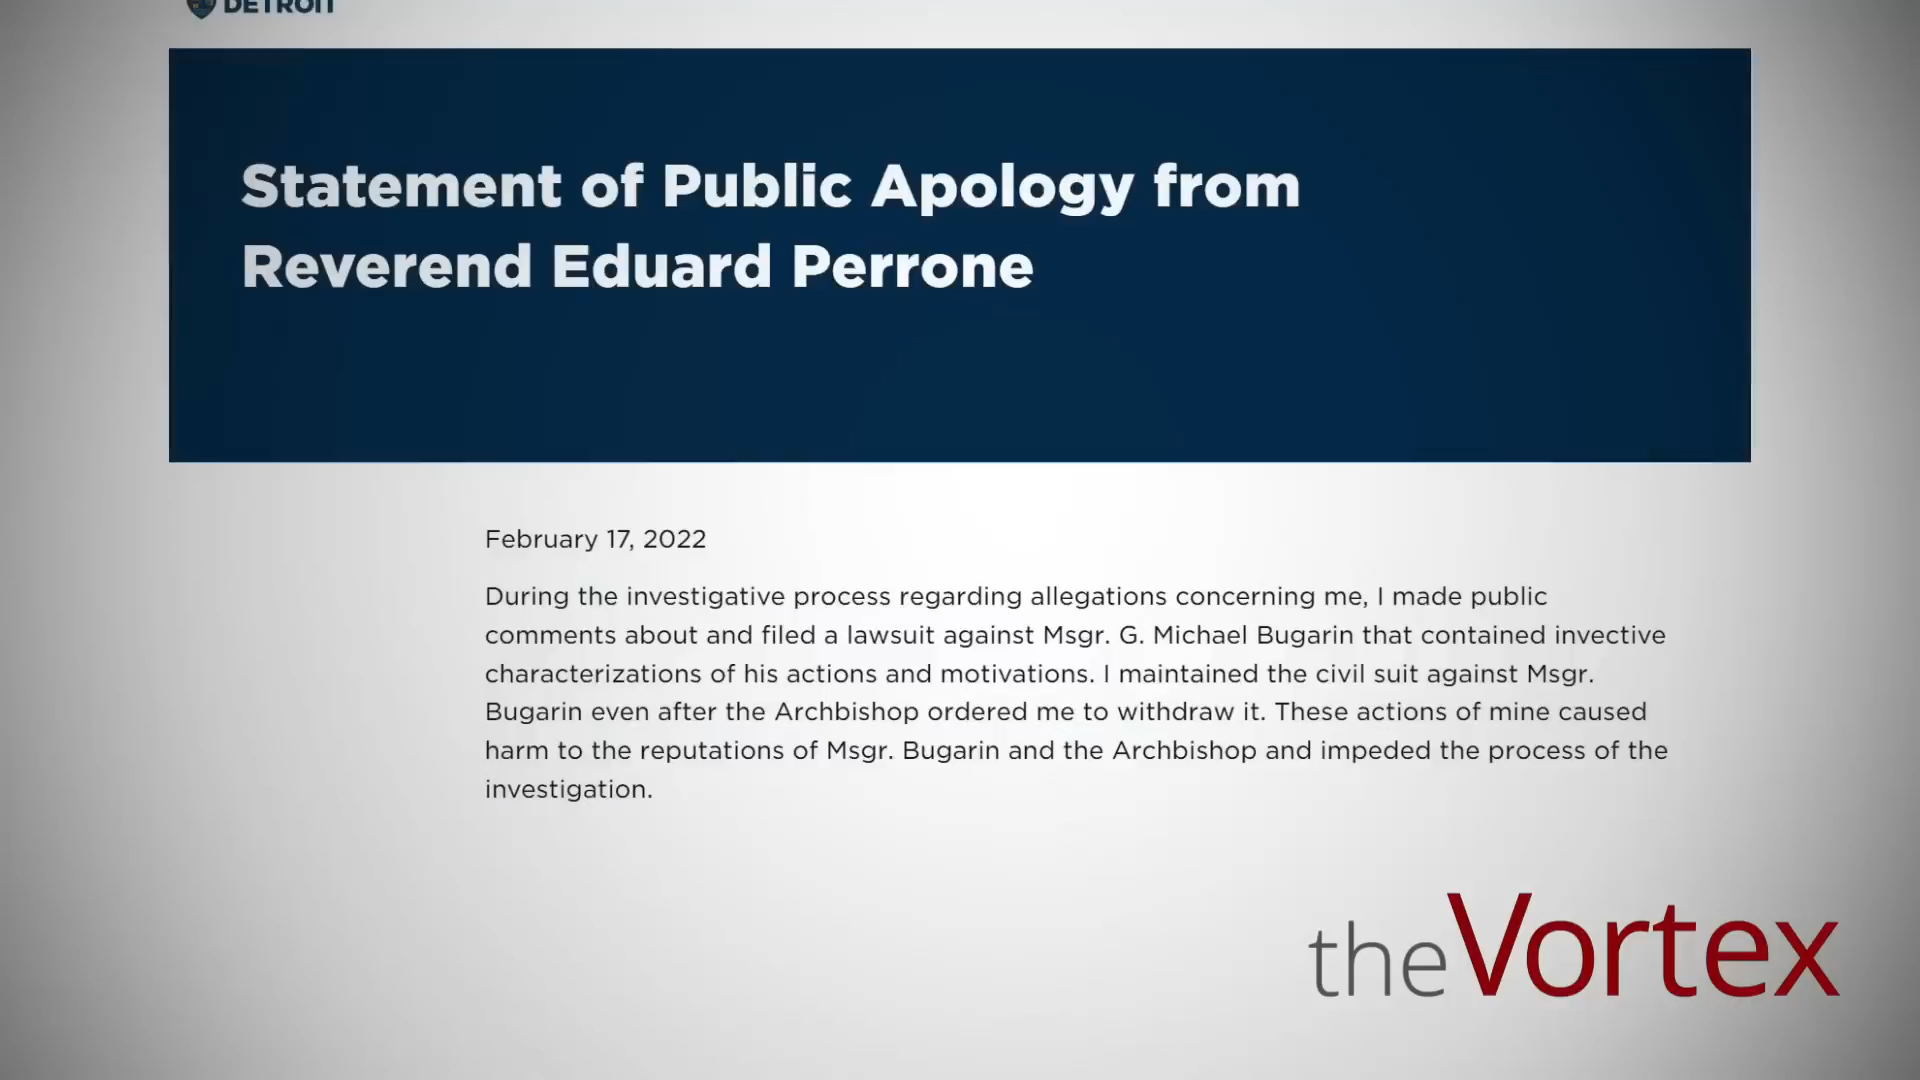 DETROIT
Statement of Public Apology from
Reverend Eduard Perrone
February 17, 2022
During the investigative process regarding allegations concerning me, I made public
comments about and filed a lawsuit against Msgr. G. Michael Bugarin that contained invective
characterizations of his actions and motivations. I maintained the civil suit against Msgr.
Bugarin even after the Archbishop ordered me to withdraw it. These actions of mine caused
harm to the reputations of Msgr. Bugarin and the Archbishop and impeded the process of the
investigation.
theVortex